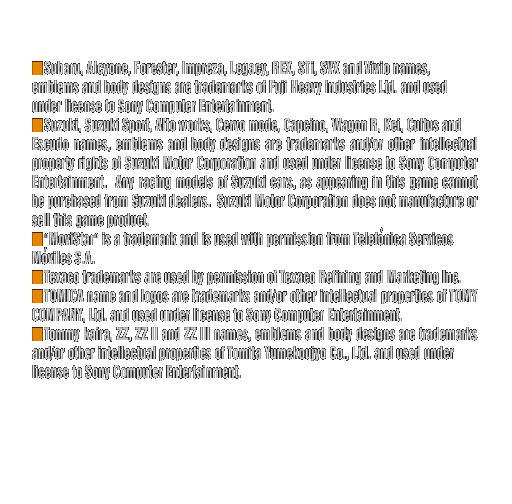 Subaru, Alcyone, Forester, Impreza, Legacy, REX, STi, SVX and Vivio names,
emblems and body designs are trademarks of Fuji Heavy Industries Ltd. and used
under license to Sony Computer Entertainment.
Suzuki, Suzuki Sport, Alto works, Cervo mode, Cappcino, Wagon R, Kei, Cultus and
Escudo names, emblems and body designs are trademarks and/or other intellectual
property rights of Suzuki Motor Corporation and used under license to Sony Computer
Entertainment. Any racing models of Suzuki cars, as appearing in this game cannot
be purchased from Suzuki dealers. Suzuki Motor Corporation does not manufacture or
sell this game product.
"MoviStar" is a trademark and is used with permission from Telefónica Servicos
Móviles S.A.
Texaco trademarks are used by permission of Texaco Refining and Marketing Inc.
TOMICA name and logos are trademarks and/or other intellectual properties of TOMY
COMPANY, Ltd. and used under license to Sony Computer Entertainment.
Tommy kaira, ZZ, ZZ II and ZZ III names, emblems and body designs are trademarks
and/or other intellectual properties of Tomita Yumekoujyo Co., Ltd. and used under
license to Sony Computer Entertainment.